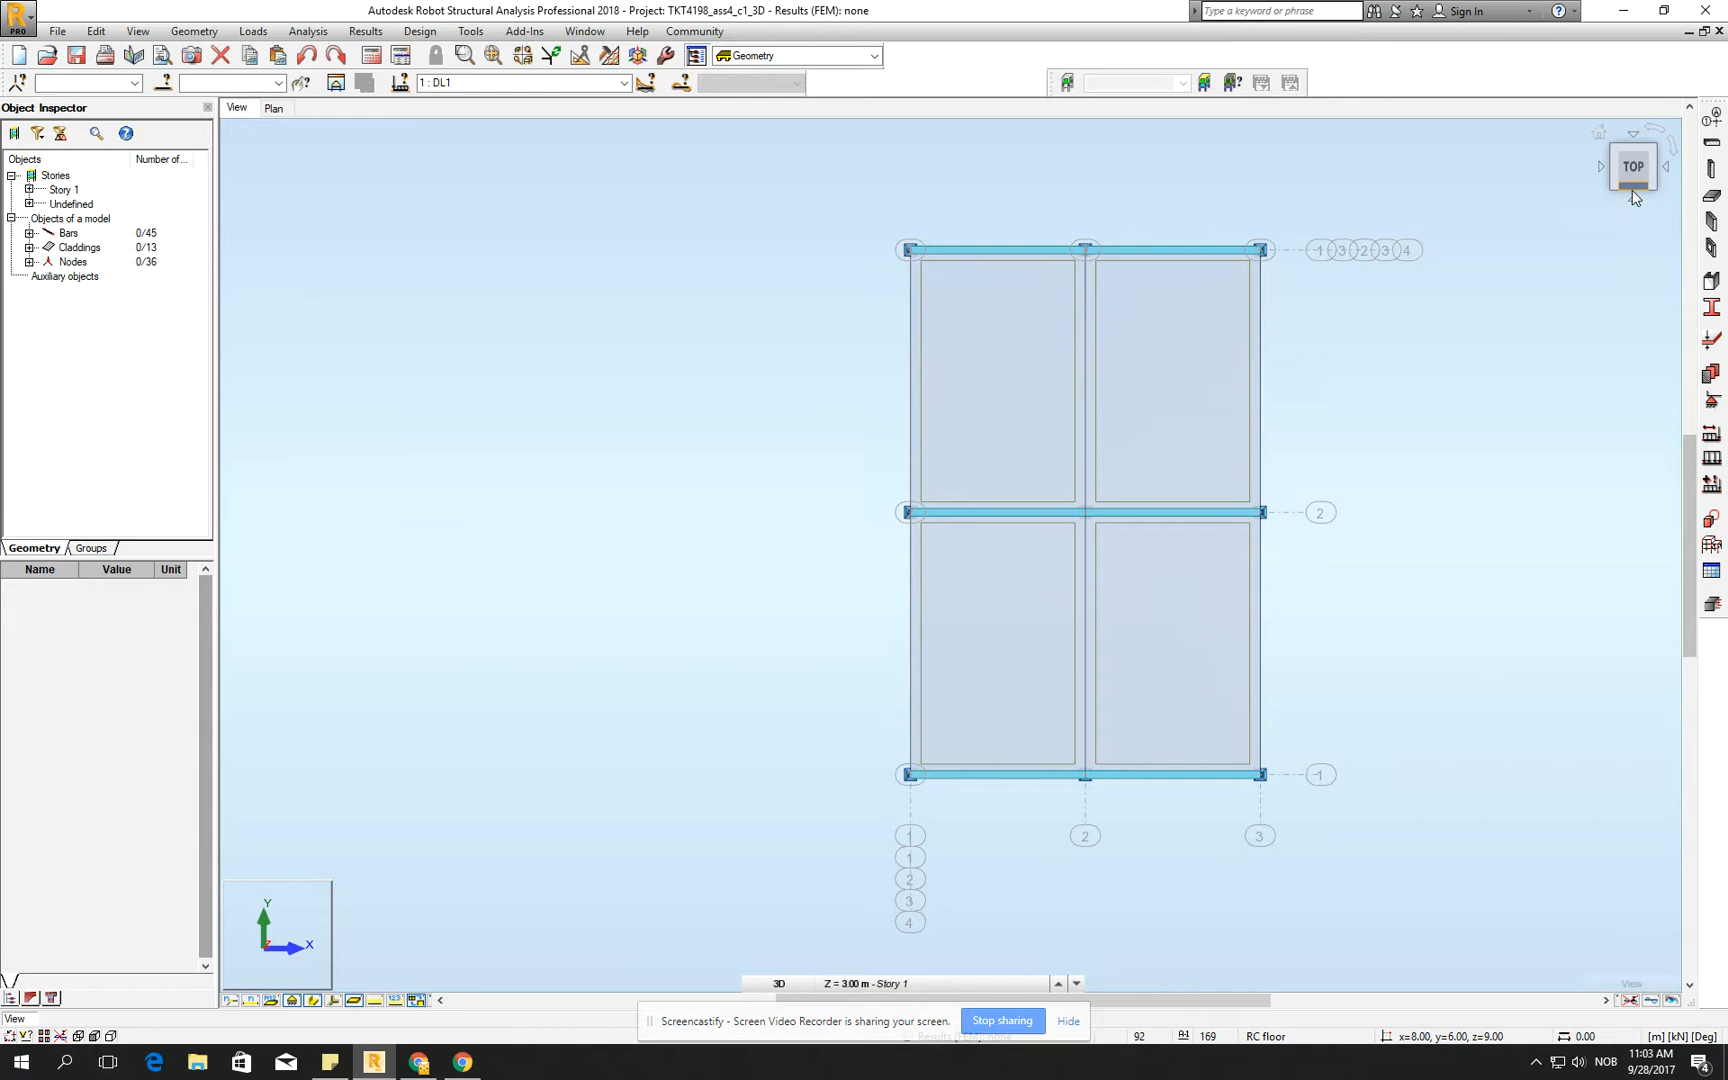 Autodesk Robot Structural Analysis Professional 2018 - Project: TKT4198_ass4_c1_3D - Results (FEM): none
Type a keyword or phrase
Sign In
PRO
File Edit View Geometry Loads Analysis Results Tools Add-Ins Window Help Community
Geometry
1 : DL1
Object Inspector
View Plan
Objects Number of...
Stories
Story 1
Undefined
Objects of a model
Bars 0/45
Claddings 0/13
Nodes 0/36
Auxiliary objects
TOP
1 3 2 3 4
2
1
1 2 3
1
2
3
4
Geometry Groups
Name Value Unit
Y
Z X
3D Z = 3.00 m - Story 1
View
View
Screencastify - Screen Video Recorder is sharing your screen. Stop sharing Hide
Results (FEM): none
92 169 RC floor x=8.00, y=6.00, z=9.00 0.00 [m] [kN] [Deg]
NOB
11:03 AM
9/28/2017
4